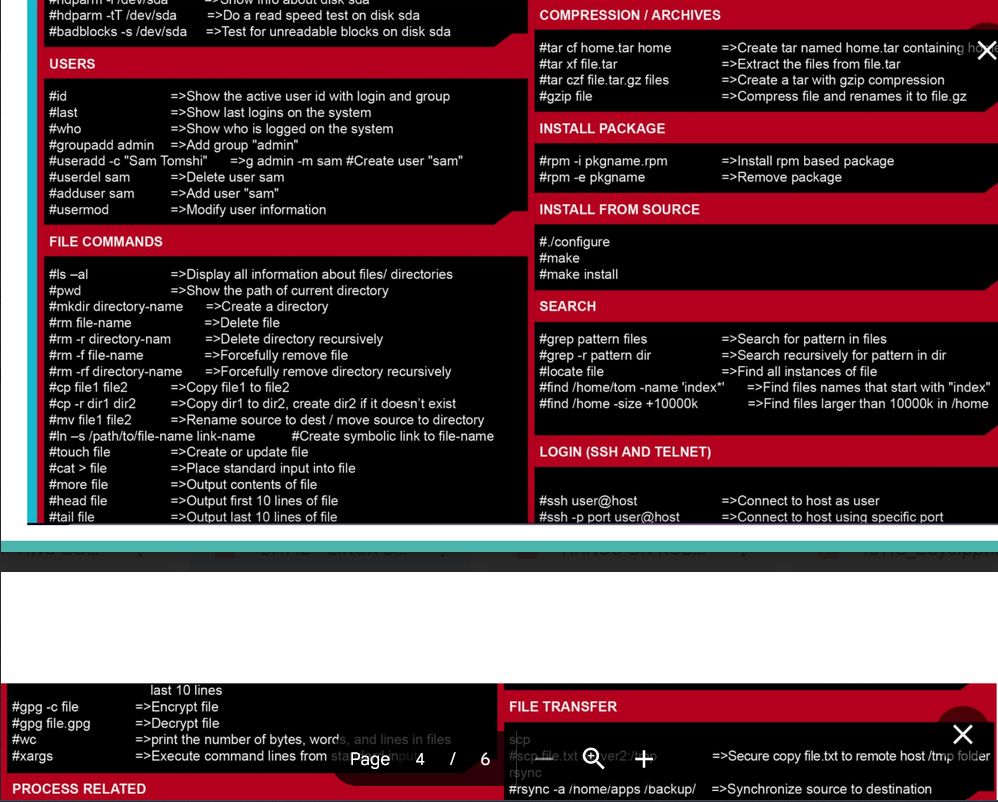 #hdparm -i /dev/sda =>Show info about disk sda
#hdparm -tT /dev/sda =>Do a read speed test on disk sda
#badblocks -s /dev/sda =>Test for unreadable blocks on disk sda
USERS
#id =>Show the active user id with login and group
#last =>Show last logins on the system
#who =>Show who is logged on the system
#groupadd admin =>Add group "admin"
#useradd -c "Sam Tomshi" =>g admin -m sam #Create user "sam"
#userdel sam =>Delete user sam
#adduser sam =>Add user "sam"
#usermod =>Modify user information
FILE COMMANDS
#ls –al =>Display all information about files/ directories
#pwd =>Show the path of current directory
#mkdir directory-name =>Create a directory
#rm file-name =>Delete file
#rm -r directory-nam =>Delete directory recursively
#rm -f file-name =>Forcefully remove file
#rm -rf directory-name =>Forcefully remove directory recursively
#cp file1 file2 =>Copy file1 to file2
#cp -r dir1 dir2 =>Copy dir1 to dir2, create dir2 if it doesn’t exist
#mv file1 file2 =>Rename source to dest / move source to directory
#ln –s /path/to/file-name link-name #Create symbolic link to file-name
#touch file =>Create or update file
#cat > file =>Place standard input into file
#more file =>Output contents of file
#head file =>Output first 10 lines of file
#tail file =>Output last 10 lines of file
COMPRESSION / ARCHIVES
#tar cf home.tar home =>Create tar named home.tar containing
#tar xf file.tar =>Extract the files from file.tar
#tar czf file.tar.gz files =>Create a tar with gzip compression
#gzip file =>Compress file and renames it to file.gz
INSTALL PACKAGE
#rpm -i pkgname.rpm =>Install rpm based package
#rpm -e pkgname =>Remove package
INSTALL FROM SOURCE
#./configure
#make
#make install
SEARCH
#grep pattern files =>Search for pattern in files
#grep -r pattern dir =>Search recursively for pattern in dir
#locate file =>Find all instances of file
#find /home/tom -name 'index*' =>Find files names that start with "index"
#find /home -size +10000k =>Find files larger than 10000k in /home
LOGIN (SSH AND TELNET)
#ssh user@host =>Connect to host as user
#ssh -p port user@host =>Connect to host using specific port
last 10 lines
#gpg -c file =>Encrypt file
#gpg file.gpg =>Decrypt file
#wc =>print the number of bytes, words, and lines in files
#xargs =>Execute command lines from
PROCESS RELATED
FILE TRANSFER
scp
#scp file.txt =>Secure copy file.txt to remote host /tmp folder
rsync
#rsync -a /home/apps /backup/ =>Synchronize source to destination
Page 4 / 6